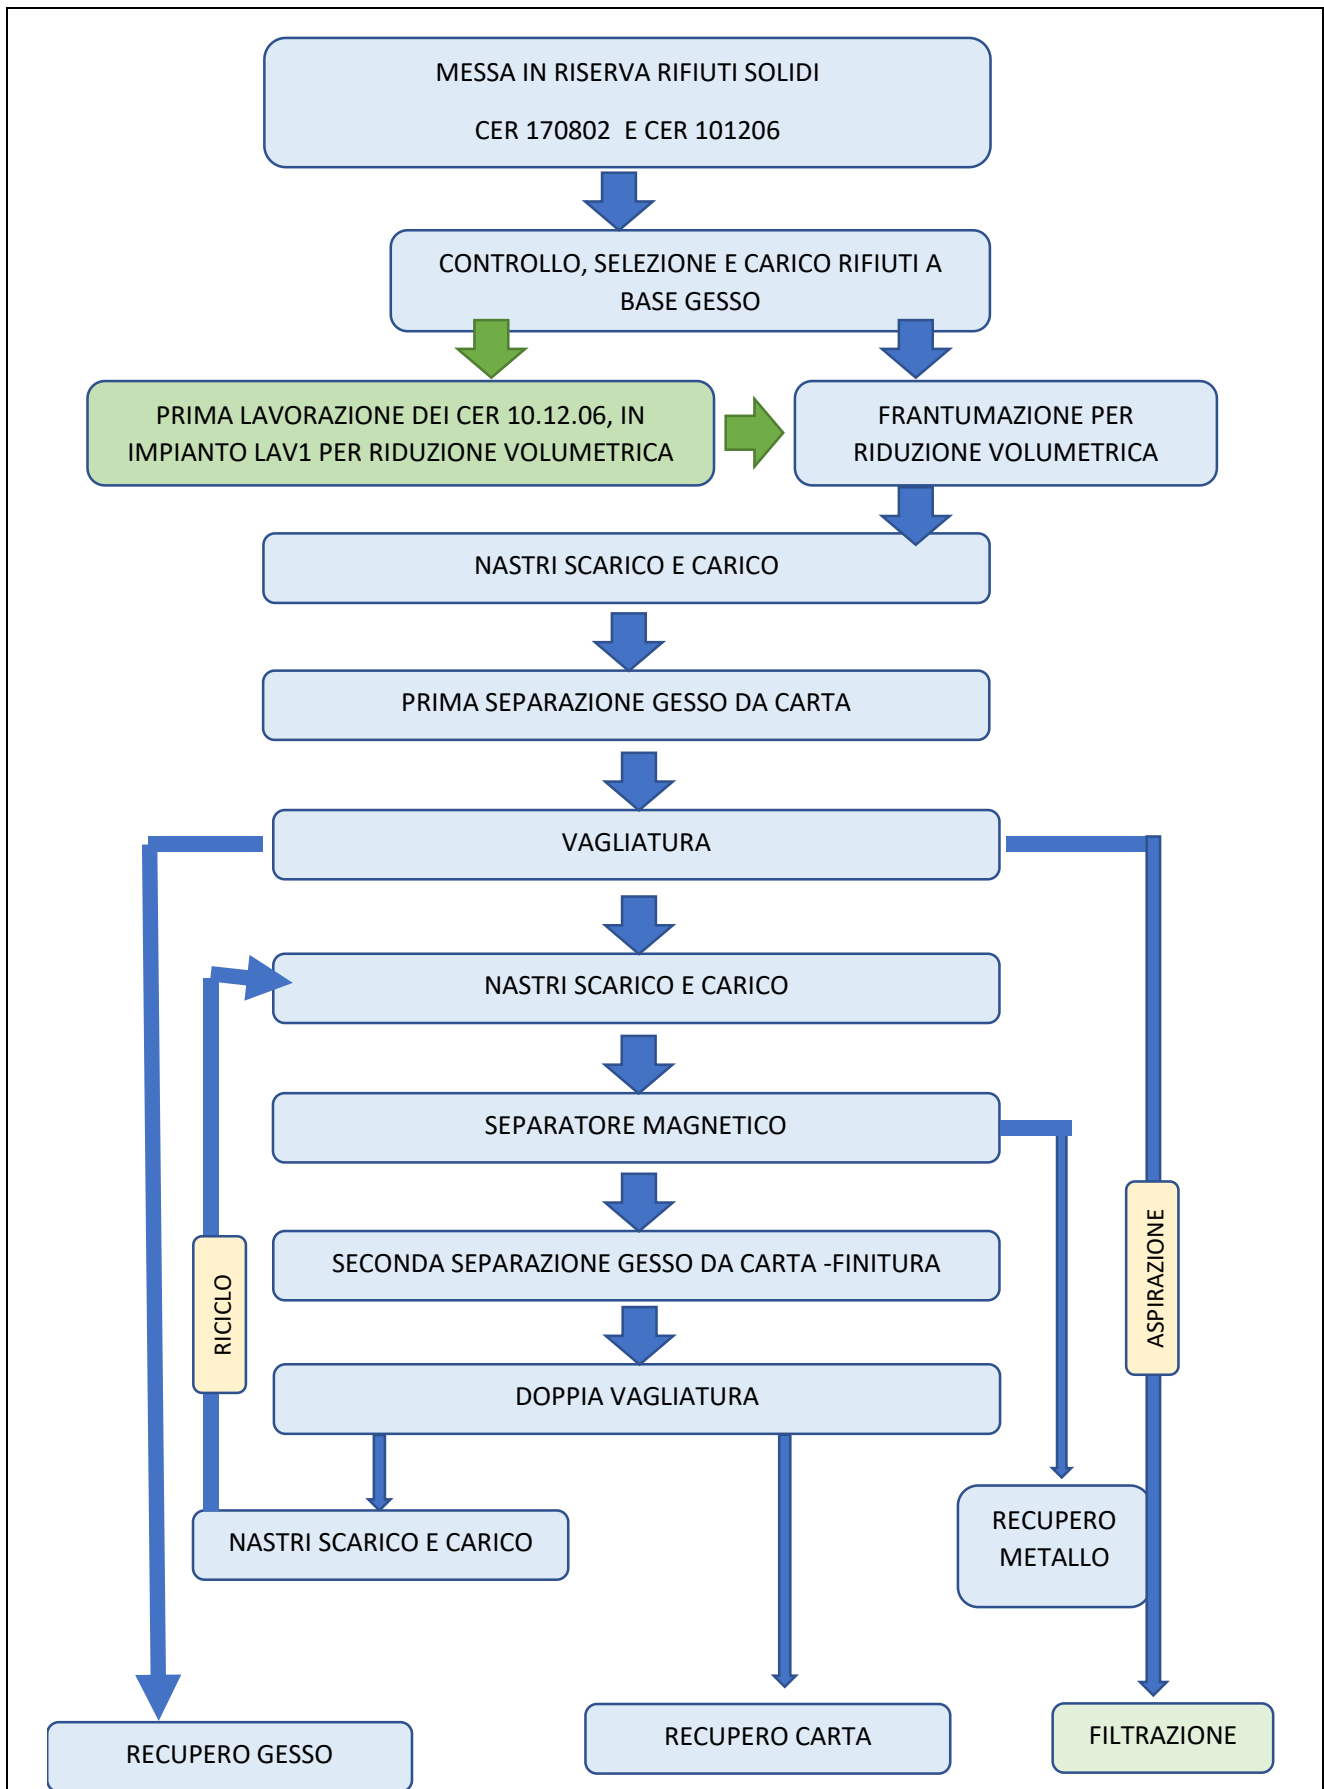 MESSA IN RISERVA RIFIUTI SOLIDI
CER 170802  E CER 101206
CONTROLLO, SELEZIONE E CARICO RIFIUTI A
BASE GESSO
PRIMA LAVORAZIONE DEI CER 10.12.06, IN
IMPIANTO LAV1 PER RIDUZIONE VOLUMETRICA
FRANTUMAZIONE PER
RIDUZIONE VOLUMETRICA
NASTRI SCARICO E CARICO
PRIMA SEPARAZIONE GESSO DA CARTA
VAGLIATURA
NASTRI SCARICO E CARICO
SEPARATORE MAGNETICO
SECONDA SEPARAZIONE GESSO DA CARTA -FINITURA
RICICLO
ASPIRAZIONE
DOPPIA VAGLIATURA
NASTRI SCARICO E CARICO
RECUPERO
METALLO
RECUPERO GESSO
RECUPERO CARTA
FILTRAZIONE